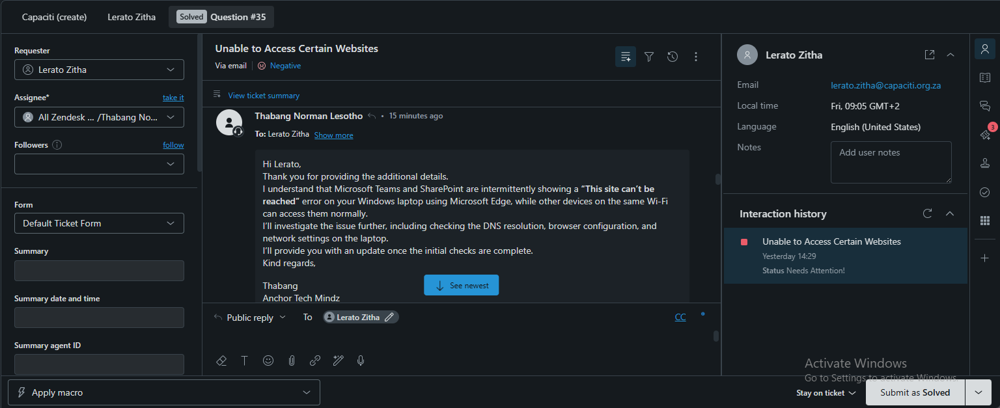 Capaciti (create)
Lerato Zitha
Solved Question #35
Requester
Lerato Zitha
Assignee* take it
All Zendesk ... /Thabang No...
Followers follow
Form
Default Ticket Form
Summary
Summary date and time
Summary agent ID
Unable to Access Certain Websites
Via email Negative
View ticket summary
Thabang Norman Lesotho • 15 minutes ago
To: Lerato Zitha Show more
Hi Lerato,
Thank you for providing the additional details.
I understand that Microsoft Teams and SharePoint are intermittently showing a “This site can’t be
reached” error on your Windows laptop using Microsoft Edge, while other devices on the same Wi-Fi
can access them normally.
I’ll investigate the issue further, including checking the DNS resolution, browser configuration, and
network settings on the laptop.
I’ll provide you with an update once the initial checks are complete.
Kind regards,
Thabang
Anchor Tech Mindz
See newest
Public reply To Lerato Zitha CC
Apply macro
Lerato Zitha
Email lerato.zitha@capaciti.org.za
Local time Fri, 09:05 GMT+2
Language English (United States)
Notes Add user notes
Interaction history
Unable to Access Certain Websites
Yesterday 14:29
Status Needs Attention!
3
Activate Windows
Go to Settings to activate Windows.
Stay on ticket
Submit as Solved